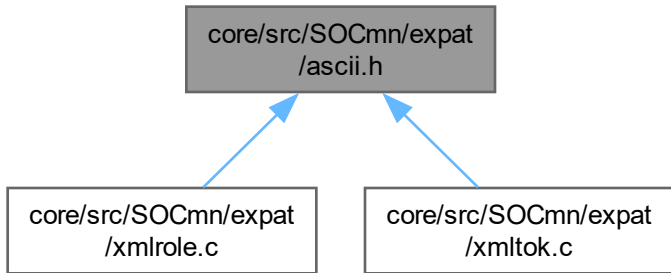 core/src/SOCmn/expat
/ascii.h
core/src/SOCmn/expat
/xmlrole.c
core/src/SOCmn/expat
/xmltok.c